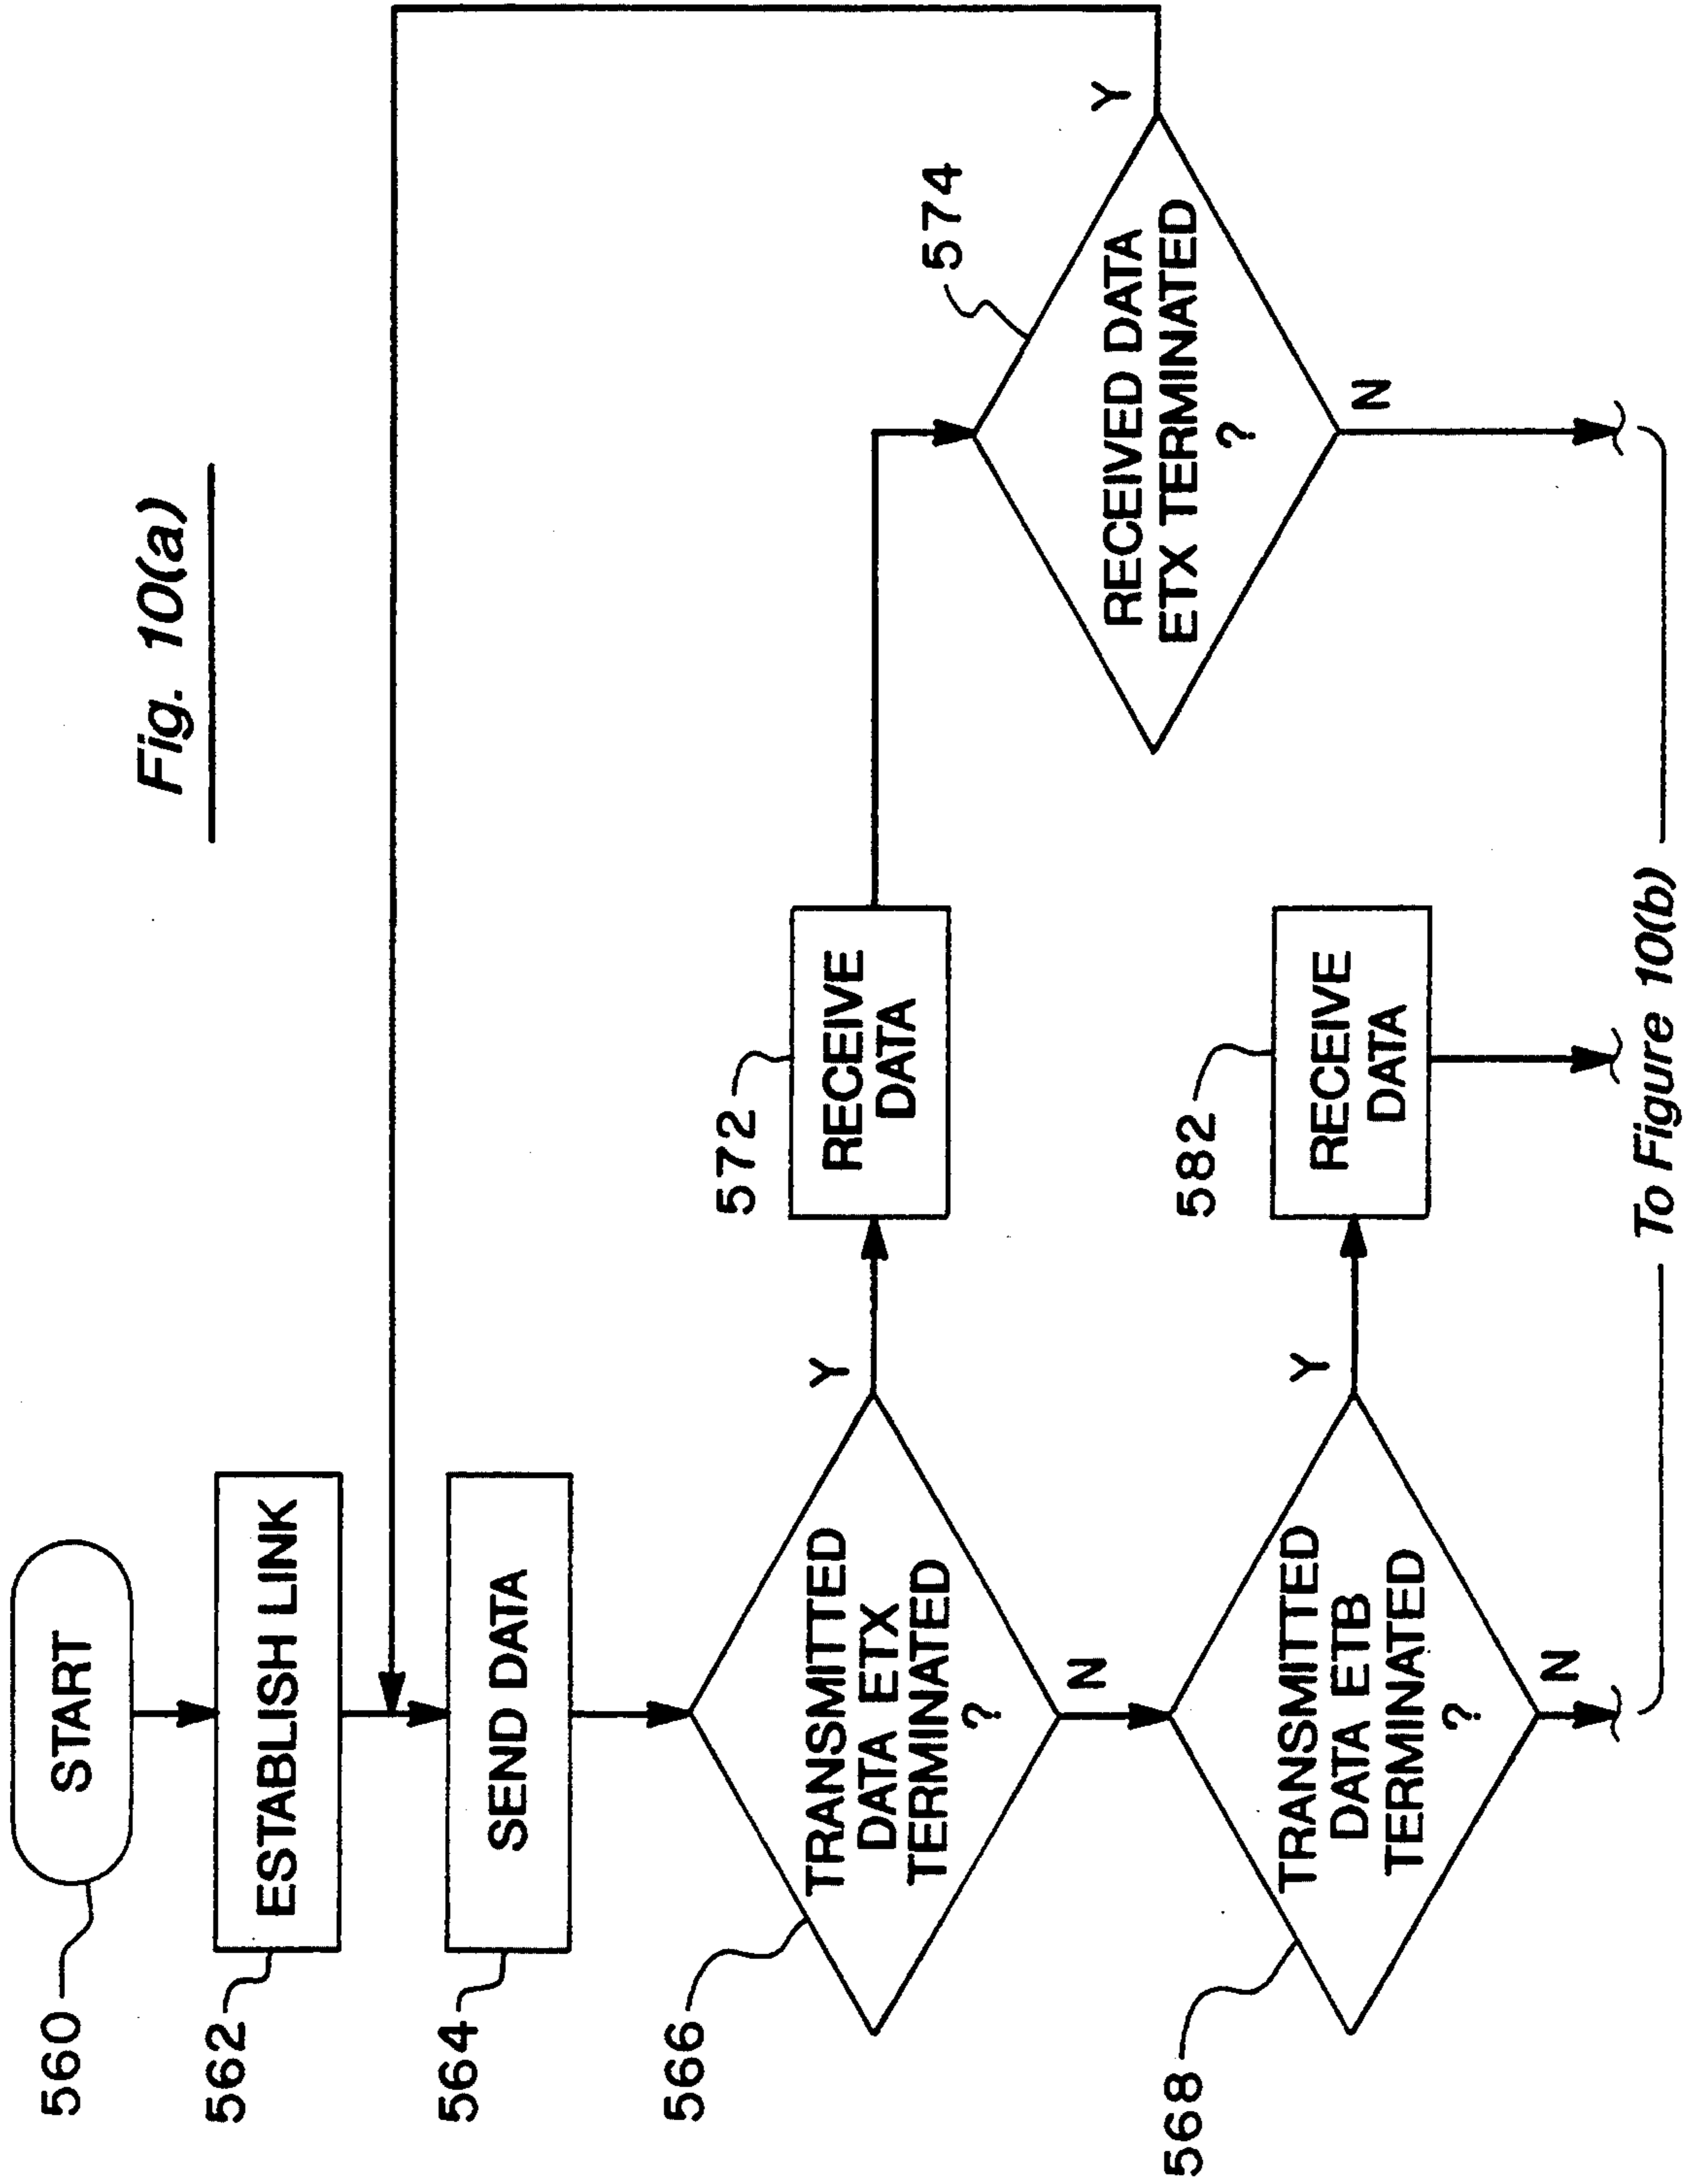 Fig. 10(a)
560
START
562
ESTABLISH LINK
564
SEND DATA
566
TRANSMITTED
DATA ETX
TERMINATED
?
Y
N
572
RECEIVE
DATA
574
RECEIVED DATA
ETX TERMINATED
?
Y
N
568
TRANSMITTED
DATA ETB
TERMINATED
?
Y
N
582
RECEIVE
DATA
To Figure 10(b)